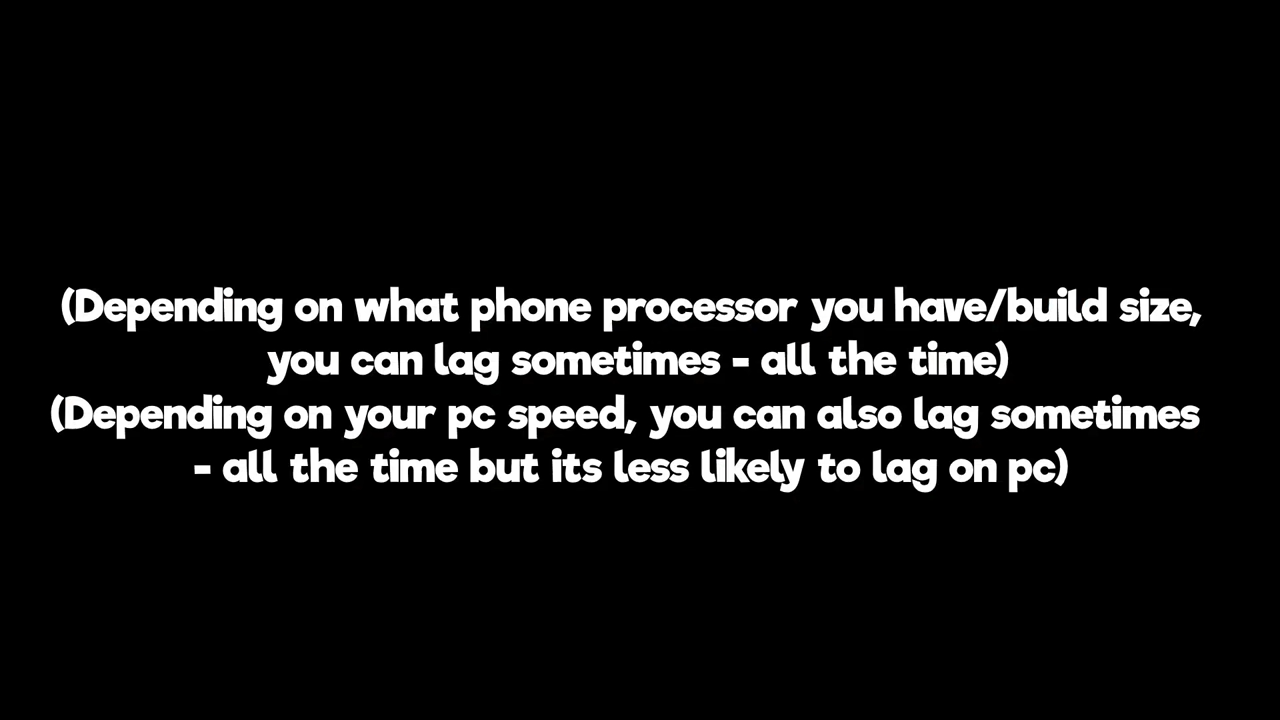 (Depending on what phone processor you have/build size,
you can lag sometimes - all the time)
(Depending on your pc speed, you can also lag sometimes
- all the time but its less likely to lag on pc)